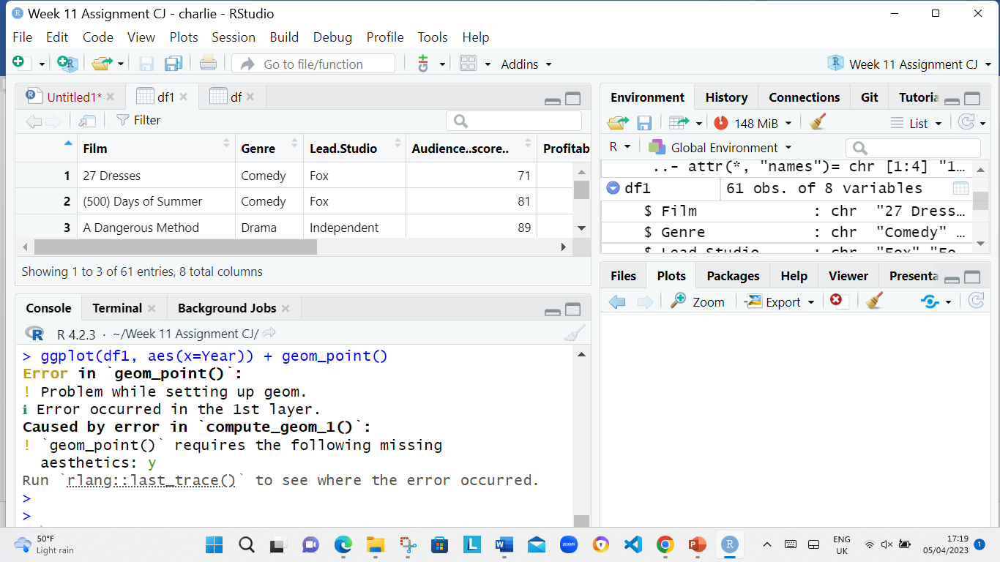 Week 11 Assignment CJ - charlie - RStudio
File Edit Code View Plots Session Build Debug Profile Tools Help
Go to file/function Addins Week 11 Assignment CJ
Untitled1* df1 df
Filter
Film Genre Lead.Studio Audience..score.. Profitab
1 27 Dresses Comedy Fox 71
2 (500) Days of Summer Comedy Fox 81
3 A Dangerous Method Drama Independent 89
Showing 1 to 3 of 61 entries, 8 total columns
Console Terminal Background Jobs
R 4.2.3 · ~/Week 11 Assignment CJ/
> ggplot(df1, aes(x=Year)) + geom_point()
Error in `geom_point()`:
! Problem while setting up geom.
ℹ Error occurred in the 1st layer.
Caused by error in `compute_geom_1()`:
! `geom_point()` requires the following missing
aesthetics: y
Run `rlang::last_trace()` to see where the error occurred.
>
>
Environment History Connections Git Tutoria
148 MiB List
R Global Environment
..- attr(*, "names")= chr [1:4] "1…
df1 61 obs. of 8 variables
$ Film : chr "27 Dress…
$ Genre : chr "Comedy" …
$ Lead.Studio : chr "Fox" "Fo
Files Plots Packages Help Viewer Presenta
Zoom Export
50°F
Light rain
zoom
ENG
UK
17:19
05/04/2023
1